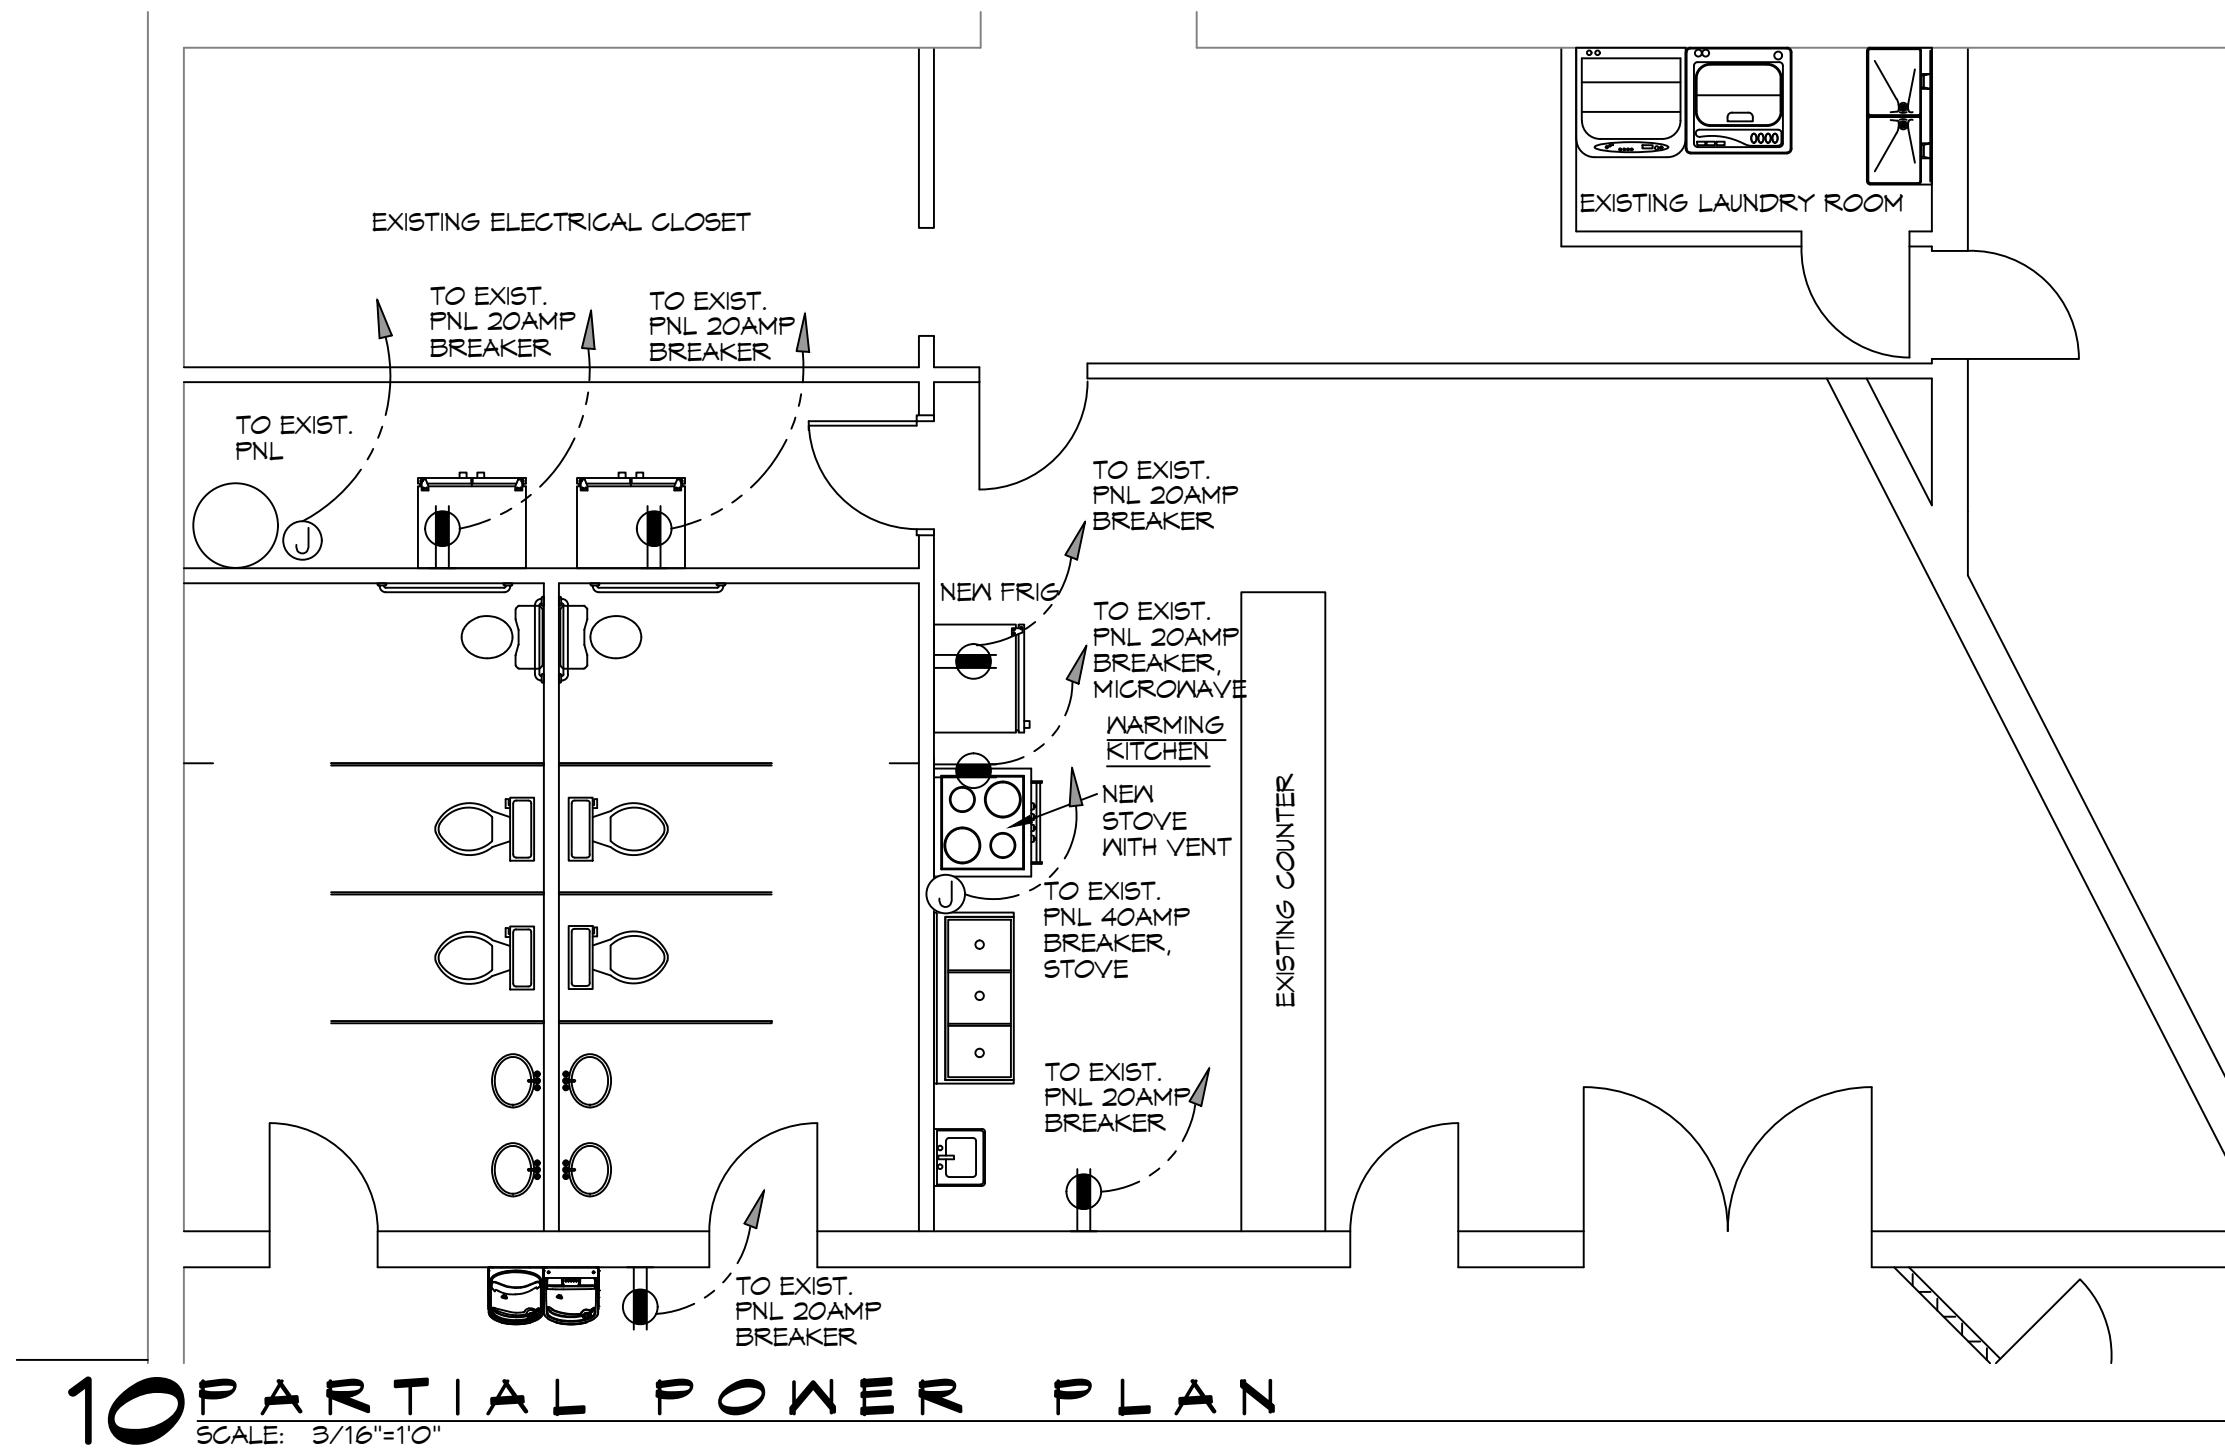 EXISTING LAUNDRY ROOM
EXISTING ELECTRICAL CLOSET
TO EXIST.
PNL 20AMP
BREAKER
TO EXIST.
PNL 20AMP
BREAKER
TO EXIST.
PNL
J
TO EXIST.
PNL 20AMP
BREAKER
NEW FRIG
TO EXIST.
PNL 20AMP
BREAKER,
MICROWAVE
WARMING
KITCHEN
NEW
STOVE
WITH VENT
J
TO EXIST.
PNL 40AMP
BREAKER,
STOVE
EXISTING COUNTER
TO EXIST.
PNL 20AMP
BREAKER
TO EXIST.
PNL 20AMP
BREAKER
10 PARTIAL POWER PLAN
SCALE: 3/16"=1'0"